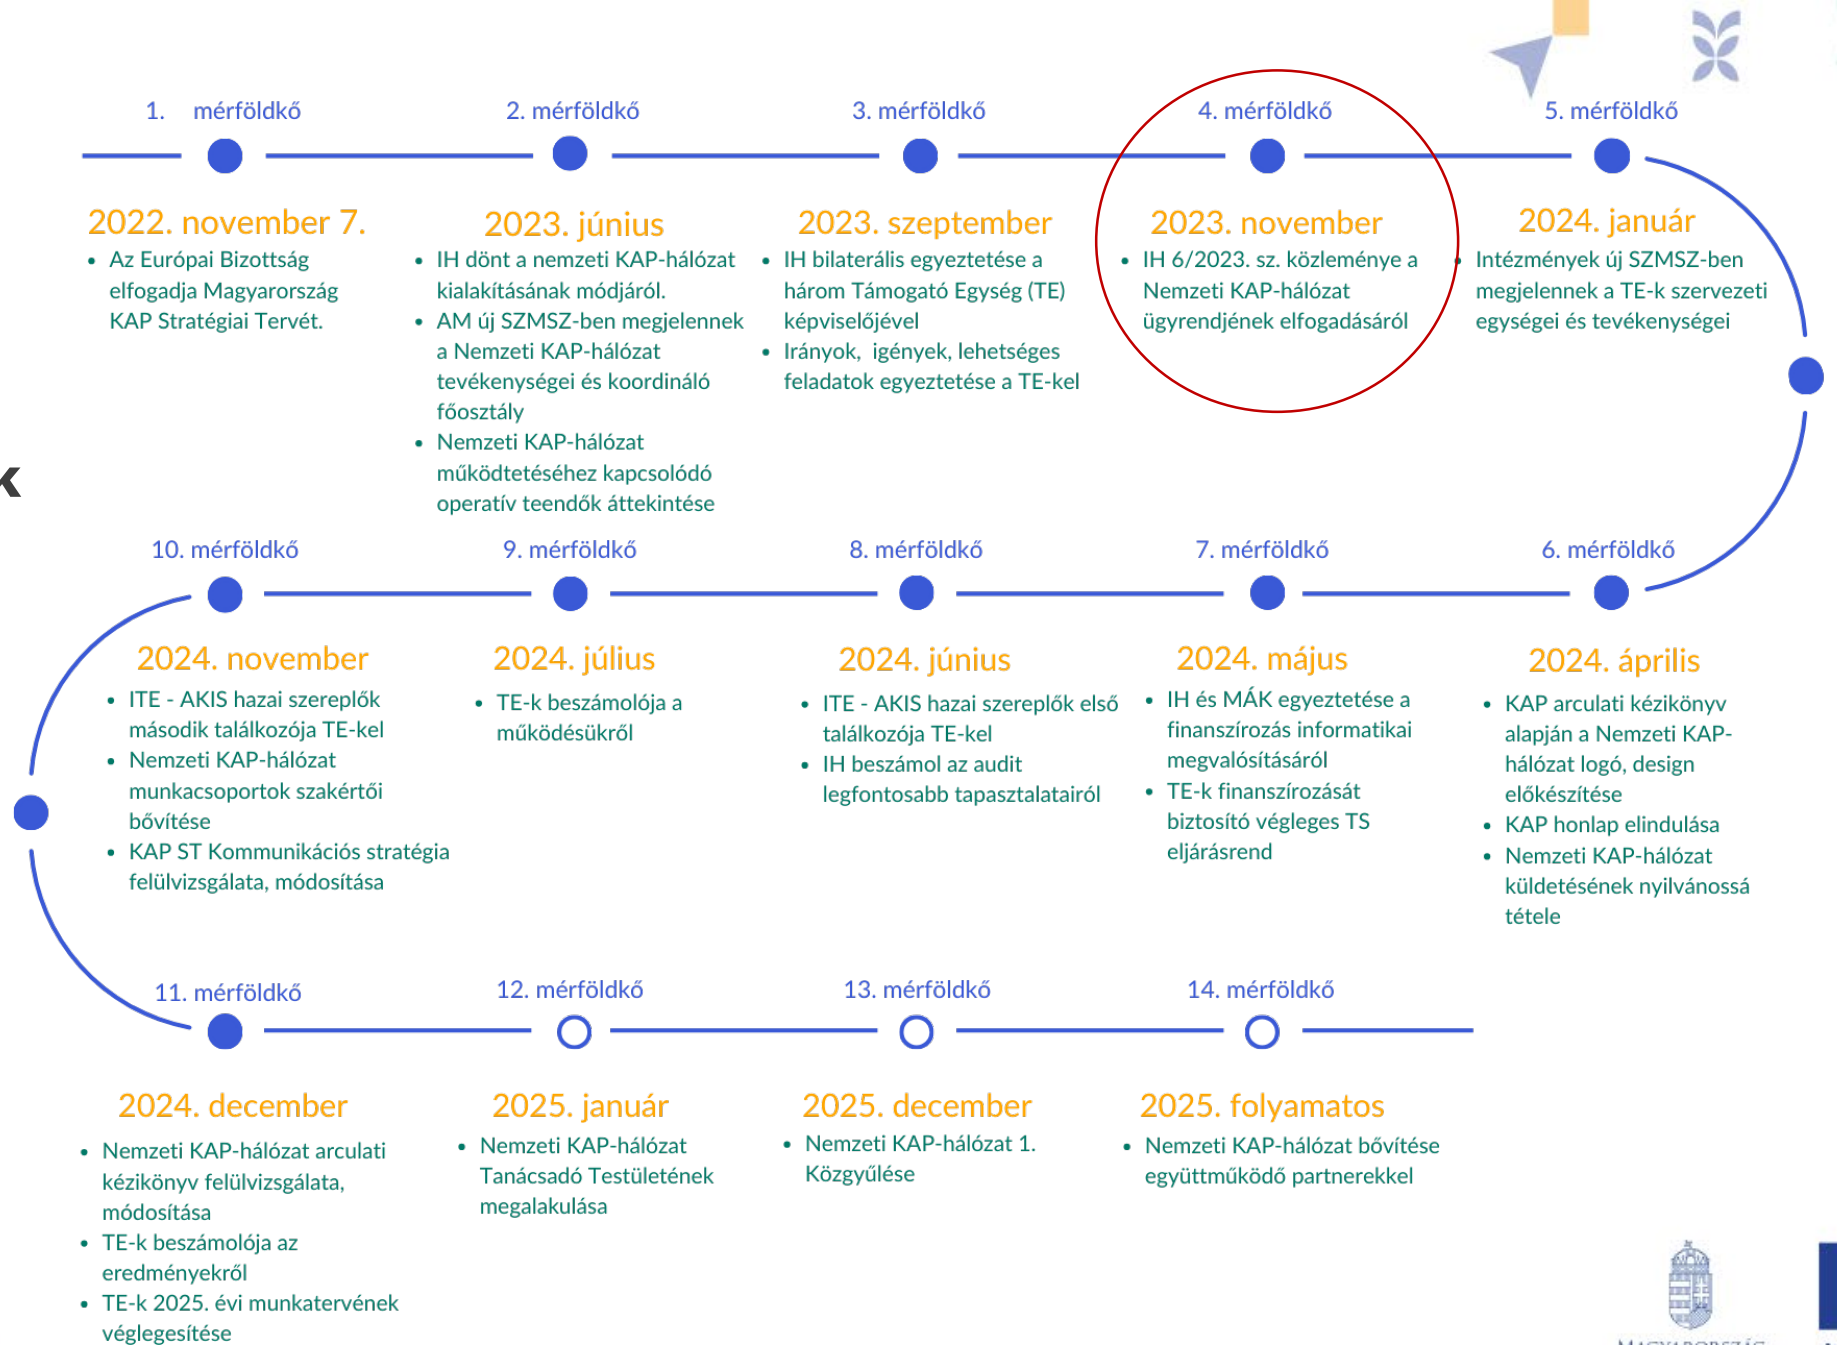 1. mérföldkő
2. mérföldkő
3. mérföldkő
4. mérföldkő
5. mérföldkő
2022. november 7.
• Az Európai Bizottság
elfogadja Magyarország
KAP Stratégiai Tervét.
2023. június
• IH dönt a nemzeti KAP-hálózat
kialakításának módjáról.
• AM új SZMSZ-ben megjelennek
a Nemzeti KAP-hálózat
tevékenységei és koordináló
főosztály
• Nemzeti KAP-hálózat
működtetéséhez kapcsolódó
operatív teendők áttekintése
2023. szeptember
• IH bilaterális egyeztetése a
három Támogató Egység (TE)
képviselőjével
• Irányok, igények, lehetséges
feladatok egyeztetése a TE-kel
2023. november
• IH 6/2023. sz. közleménye a
Nemzeti KAP-hálózat
ügyrendjének elfogadásáról
2024. január
• Intézmények új SZMSZ-ben
megjelennek a TE-k szervezeti
egységei és tevékenységei
k
10. mérföldkő
9. mérföldkő
8. mérföldkő
7. mérföldkő
6. mérföldkő
2024. november
• ITE - AKIS hazai szereplők
második találkozója TE-kel
• Nemzeti KAP-hálózat
munkacsoportok szakértői
bővítése
• KAP ST Kommunikációs stratégia
felülvizsgálata, módosítása
2024. július
• TE-k beszámolója a
működésükről
2024. június
• ITE - AKIS hazai szereplők első
találkozója TE-kel
• IH beszámol az audit
legfontosabb tapasztalatairól
2024. május
• IH és MÁK egyeztetése a
finanszírozás informatikai
megvalósításáról
• TE-k finanszírozását
biztosító végleges TS
eljárásrend
2024. április
• KAP arculati kézikönyv
alapján a Nemzeti KAP-
hálózat logó, design
előkészítése
• KAP honlap elindulása
• Nemzeti KAP-hálózat
küldetésének nyilvánossá
tétele
11. mérföldkő
12. mérföldkő
13. mérföldkő
14. mérföldkő
2024. december
• Nemzeti KAP-hálózat arculati
kézikönyv felülvizsgálata,
módosítása
• TE-k beszámolója az
eredményekről
• TE-k 2025. évi munkatervének
véglegesítése
2025. január
• Nemzeti KAP-hálózat
Tanácsadó Testületének
megalakulása
2025. december
• Nemzeti KAP-hálózat 1.
Közgyűlése
2025. folyamatos
• Nemzeti KAP-hálózat bővítése
együttműködő partnerekkel